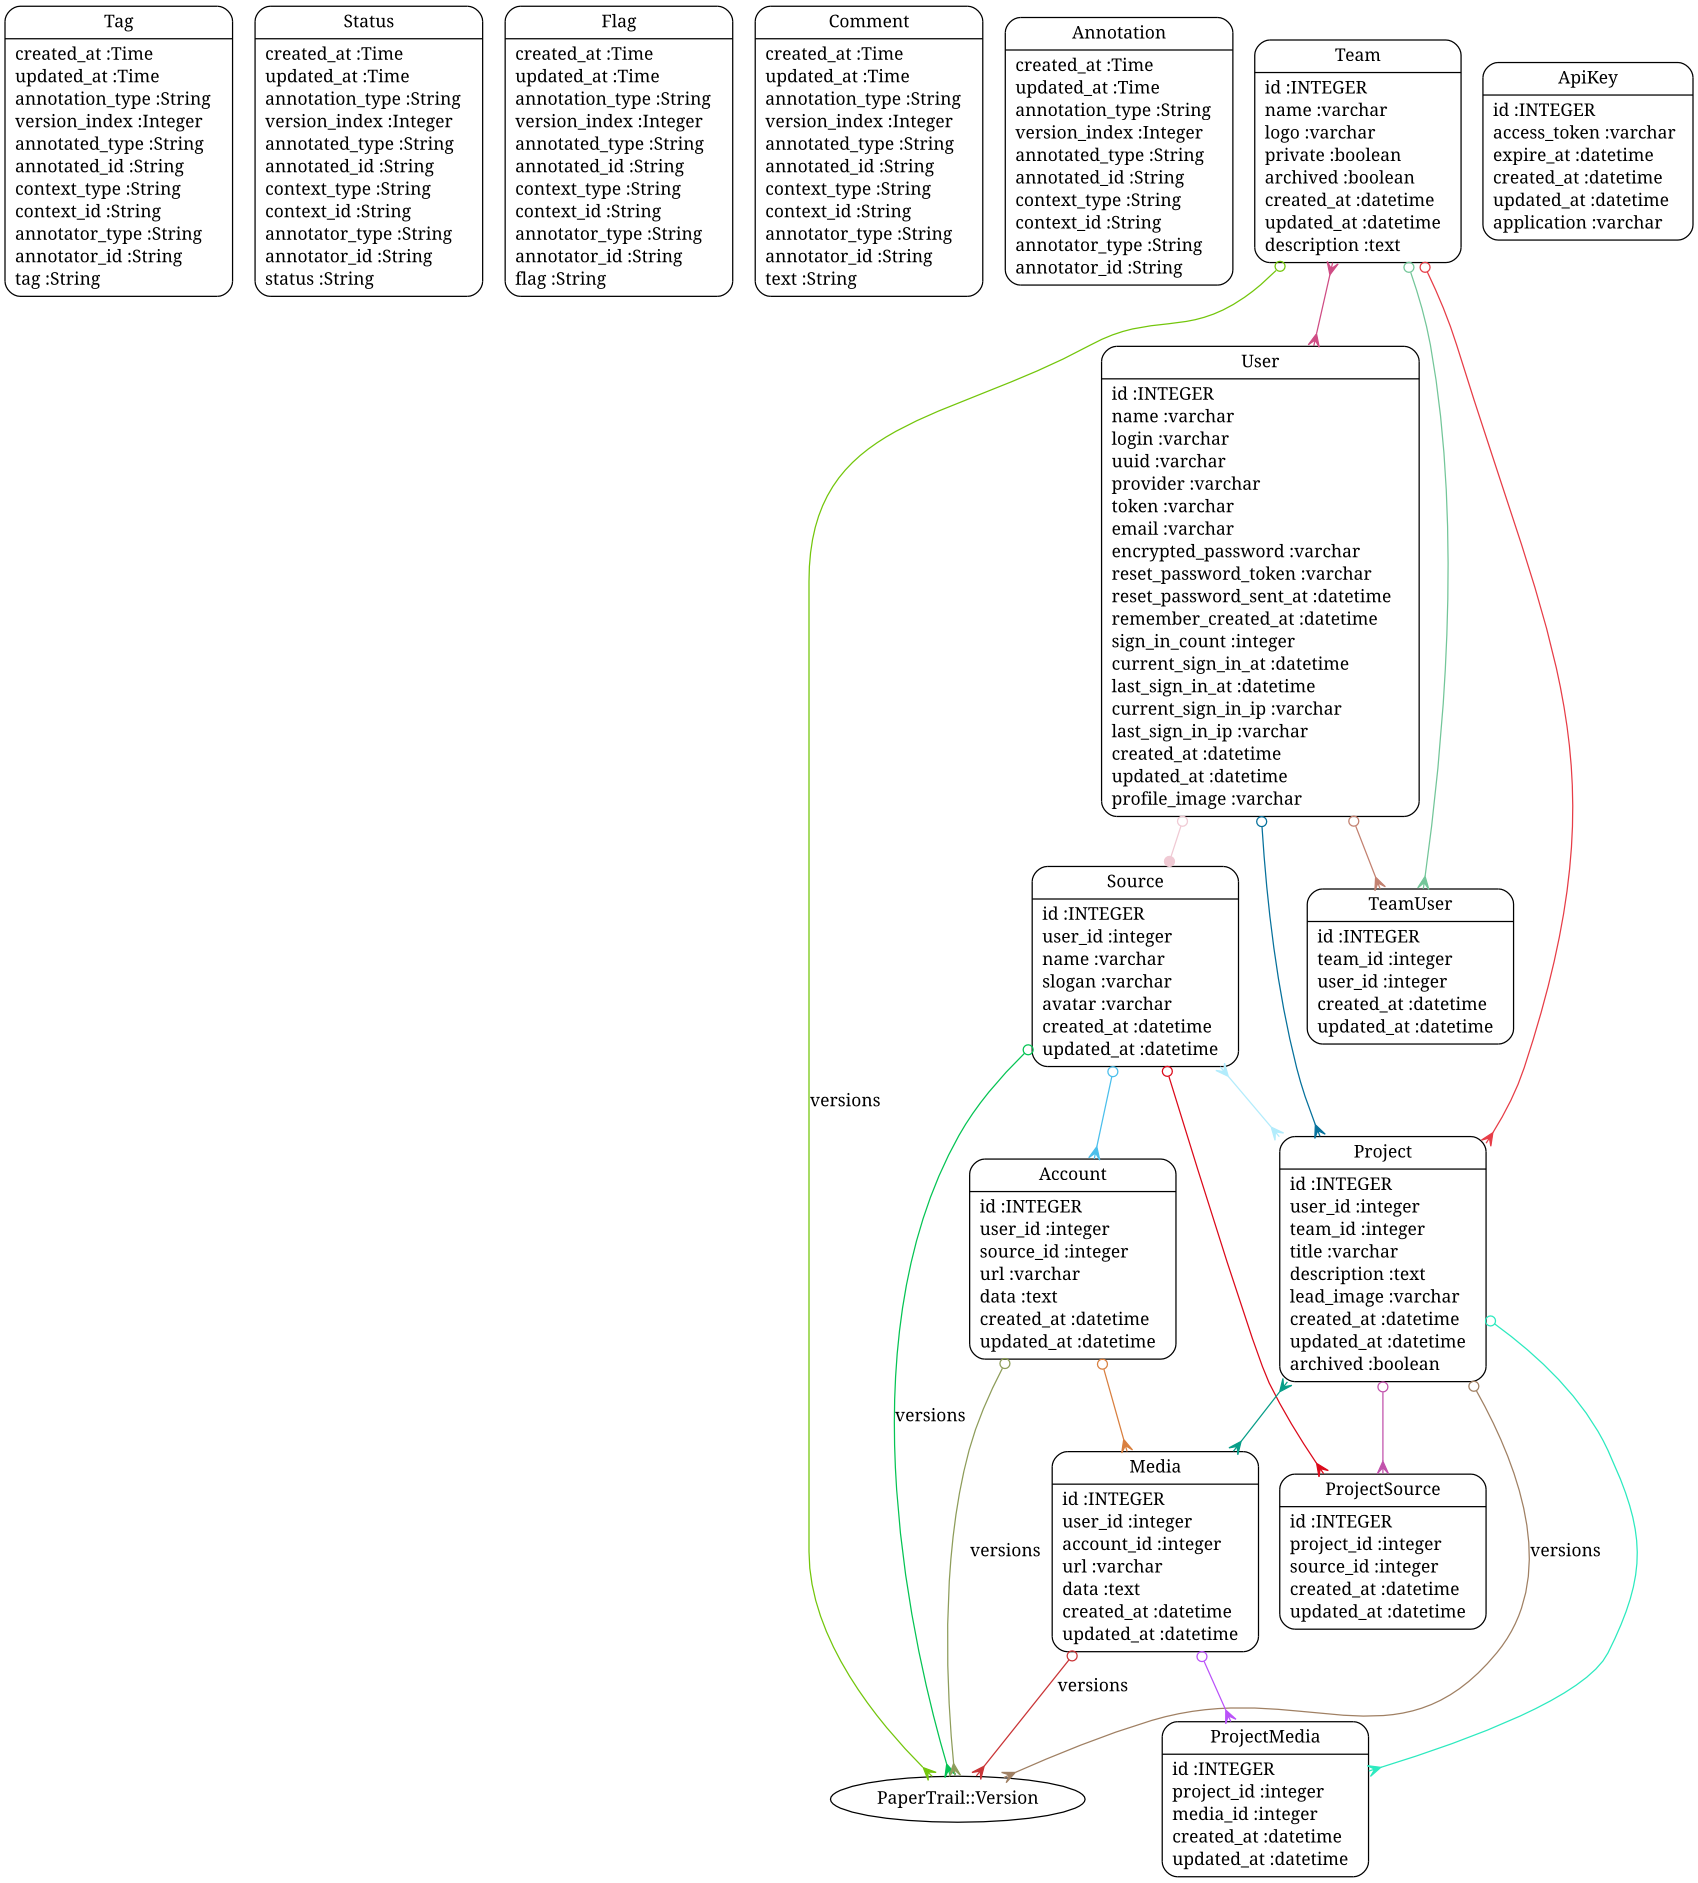 Tag
created_at :Time
updated_at :Time
annotation_type :String
version_index :Integer
annotated_type :String
annotated_id :String
context_type :String
context_id :String
annotator_type :String
annotator_id :String
tag :String
Status
created_at :Time
updated_at :Time
annotation_type :String
version_index :Integer
annotated_type :String
annotated_id :String
context_type :String
context_id :String
annotator_type :String
annotator_id :String
status :String
Flag
created_at :Time
updated_at :Time
annotation_type :String
version_index :Integer
annotated_type :String
annotated_id :String
context_type :String
context_id :String
annotator_type :String
annotator_id :String
flag :String
Comment
created_at :Time
updated_at :Time
annotation_type :String
version_index :Integer
annotated_type :String
annotated_id :String
context_type :String
context_id :String
annotator_type :String
annotator_id :String
text :String
Annotation
created_at :Time
updated_at :Time
annotation_type :String
version_index :Integer
annotated_type :String
annotated_id :String
context_type :String
context_id :String
annotator_type :String
annotator_id :String
Team
id :INTEGER
name :varchar
logo :varchar
private :boolean
archived :boolean
created_at :datetime
updated_at :datetime
description :text
ApiKey
id :INTEGER
access_token :varchar
expire_at :datetime
created_at :datetime
updated_at :datetime
application :varchar
User
id :INTEGER
name :varchar
login :varchar
uuid :varchar
provider :varchar
token :varchar
email :varchar
encrypted_password :varchar
reset_password_token :varchar
reset_password_sent_at :datetime
remember_created_at :datetime
sign_in_count :integer
current_sign_in_at :datetime
last_sign_in_at :datetime
current_sign_in_ip :varchar
last_sign_in_ip :varchar
created_at :datetime
updated_at :datetime
profile_image :varchar
Source
id :INTEGER
user_id :integer
name :varchar
slogan :varchar
avatar :varchar
created_at :datetime
updated_at :datetime
TeamUser
id :INTEGER
team_id :integer
user_id :integer
created_at :datetime
updated_at :datetime
versions
Account
id :INTEGER
user_id :integer
source_id :integer
url :varchar
data :text
created_at :datetime
updated_at :datetime
Project
id :INTEGER
user_id :integer
team_id :integer
title :varchar
description :text
lead_image :varchar
created_at :datetime
updated_at :datetime
archived :boolean
versions
versions
Media
id :INTEGER
user_id :integer
account_id :integer
url :varchar
data :text
created_at :datetime
updated_at :datetime
ProjectSource
id :INTEGER
project_id :integer
source_id :integer
created_at :datetime
updated_at :datetime
versions
versions
PaperTrail::Version
ProjectMedia
id :INTEGER
project_id :integer
media_id :integer
created_at :datetime
updated_at :datetime